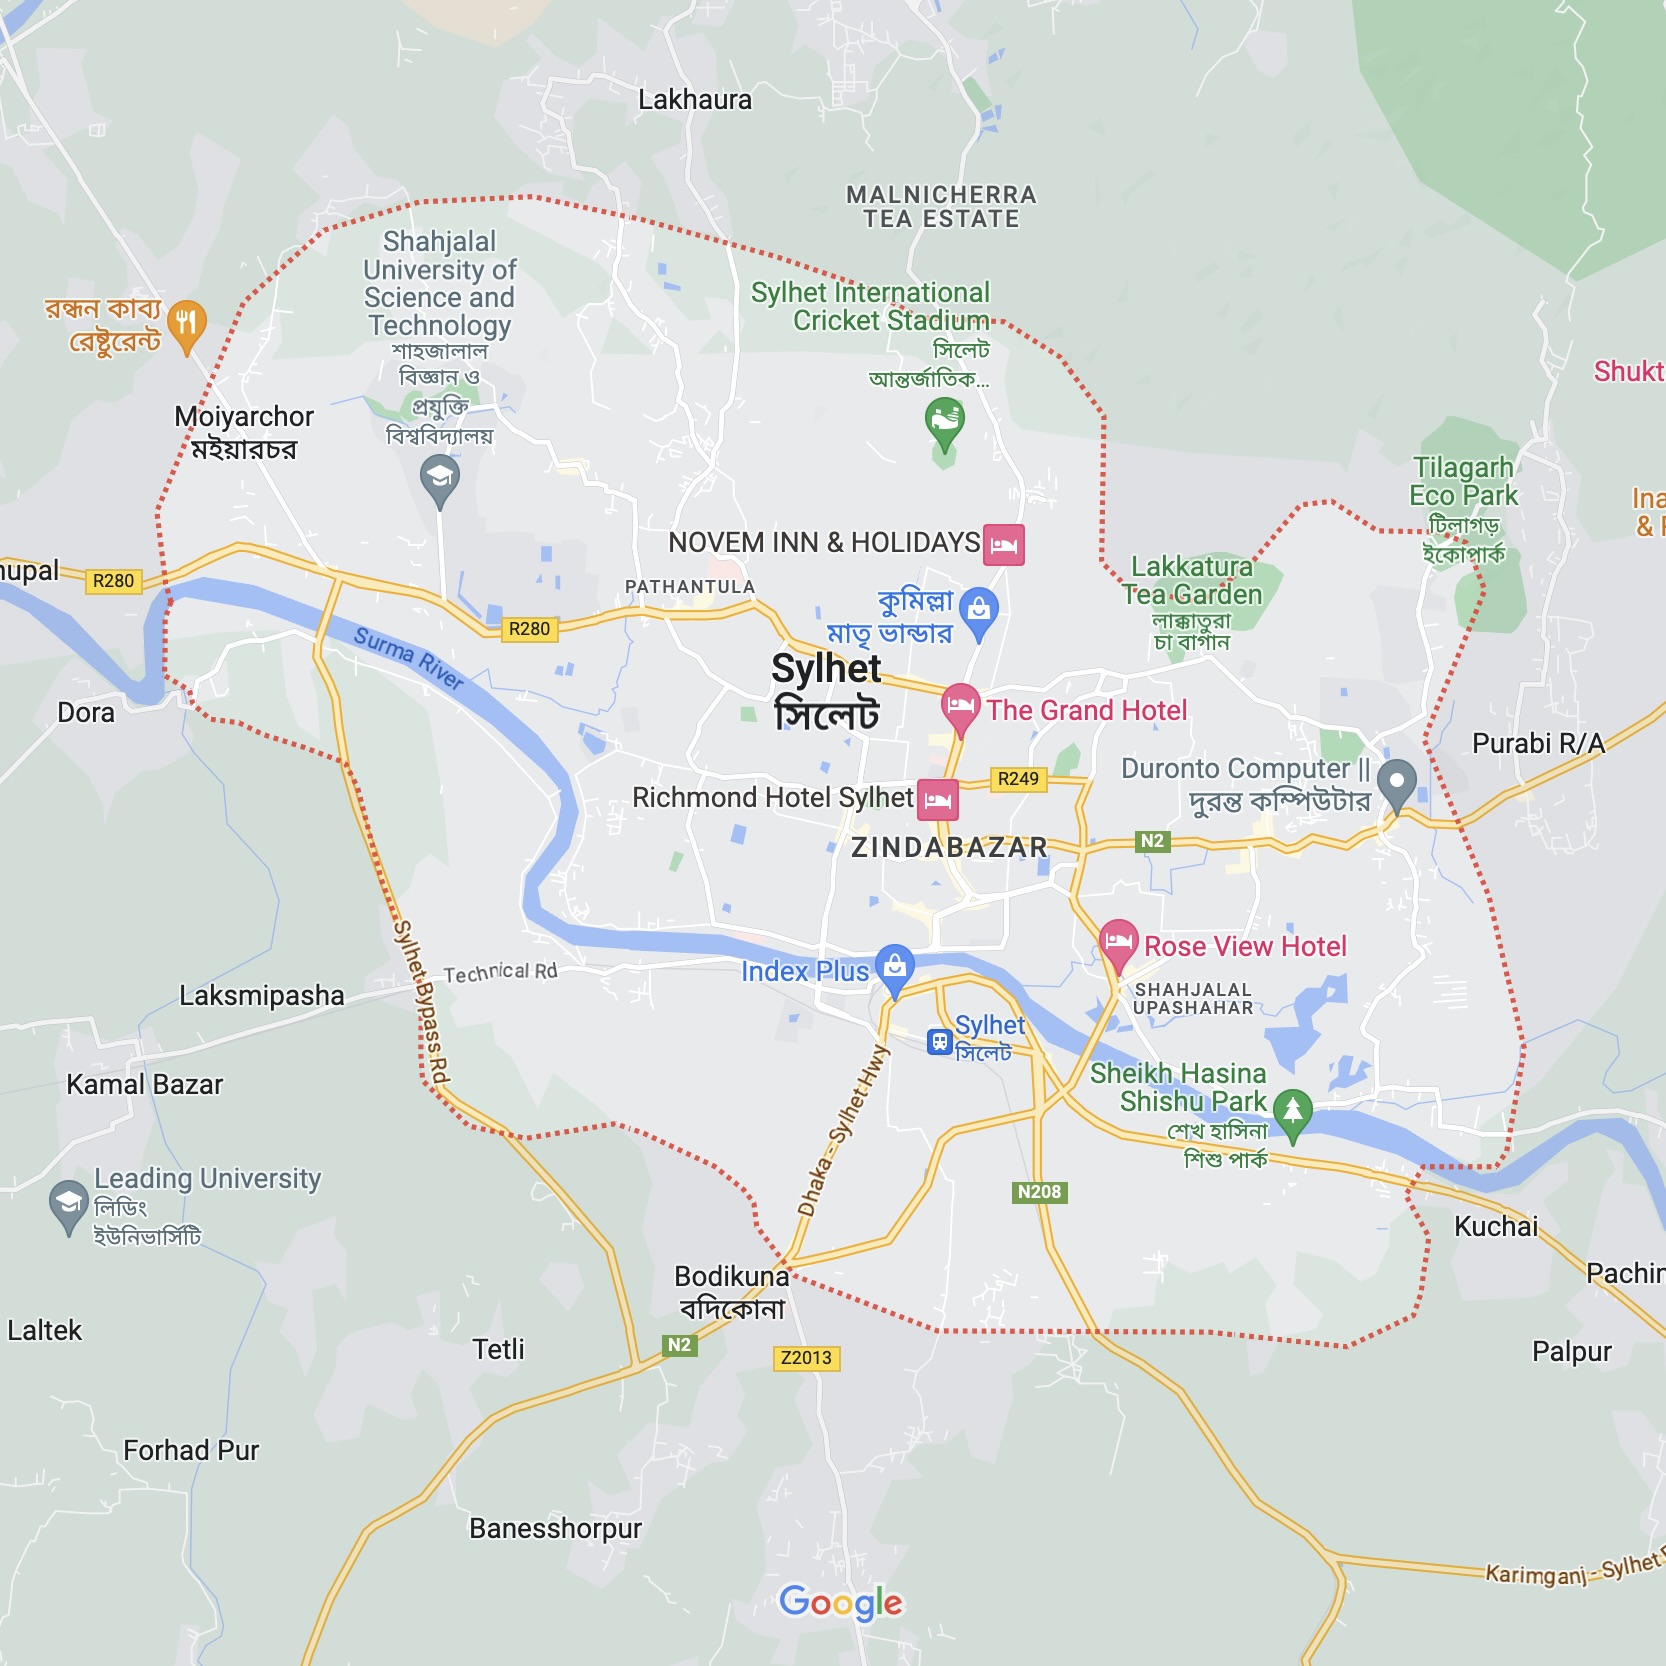 Lakhaura
MALNICHERRA
TEA ESTATE
Shahjalal
University of
Science and
Technology
শাহজালাল
বিজ্ঞান ও
প্রযুক্তি
বিশ্ববিদ্যালয়
Sylhet International
Cricket Stadium
সিলেট
আন্তর্জাতিক...
রন্ধন কাব্য
রেষ্টুরেন্ট
Shukt
Moiyarchor
মইয়ারচর
Tilagarh
Eco Park
টিলাগড়
ইকোপার্ক
Ina
& F
NOVEM INN & HOLIDAYS
nupal
R280
PATHANTULA
Lakkatura
Tea Garden
লাক্কাতুরা
চা বাগান
কুমিল্লা
মাতৃ ভান্ডার
R280
Surma River
Sylhet
সিলেট
Dora
The Grand Hotel
Purabi R/A
Duronto Computer ||
দুরন্ত কম্পিউটার
R249
Richmond Hotel Sylhet
ZINDABAZAR
N2
Sylhet Bypass Rd
Technical Rd
Rose View Hotel
Index Plus
SHAHJALAL
UPASHAHAR
Laksmipasha
Sylhet
সিলেট
Kamal Bazar
Sheikh Hasina
Shishu Park
শেখ হাসিনা
শিশু পার্ক
Dhaka - Sylhet Hwy
Leading University
লিডিং
ইউনিভার্সিটি
N208
Kuchai
Bodikuna
বদিকোনা
Pachin
Laltek
Tetli
N2
Z2013
Palpur
Forhad Pur
Banesshorpur
Karimganj - Sylhet
Google